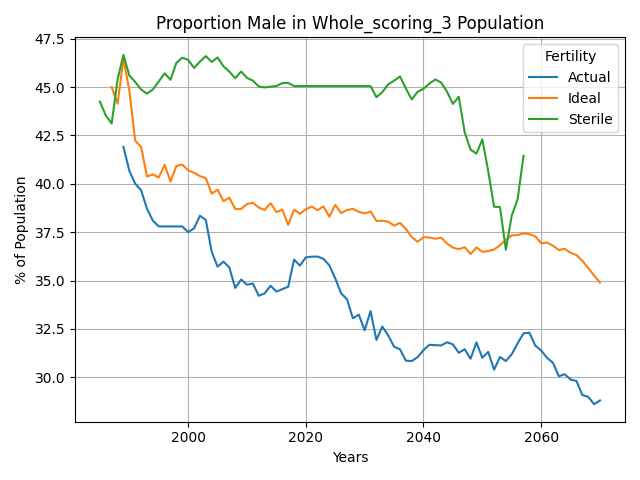 Proportion Male in Whole_scoring_3 Population
47.5
45.0
42.5
40.0
37.5
35.0
32.5
30.0
% of Population
Fertility
Actual
Ideal
Sterile
2000
2020
2040
2060
Years